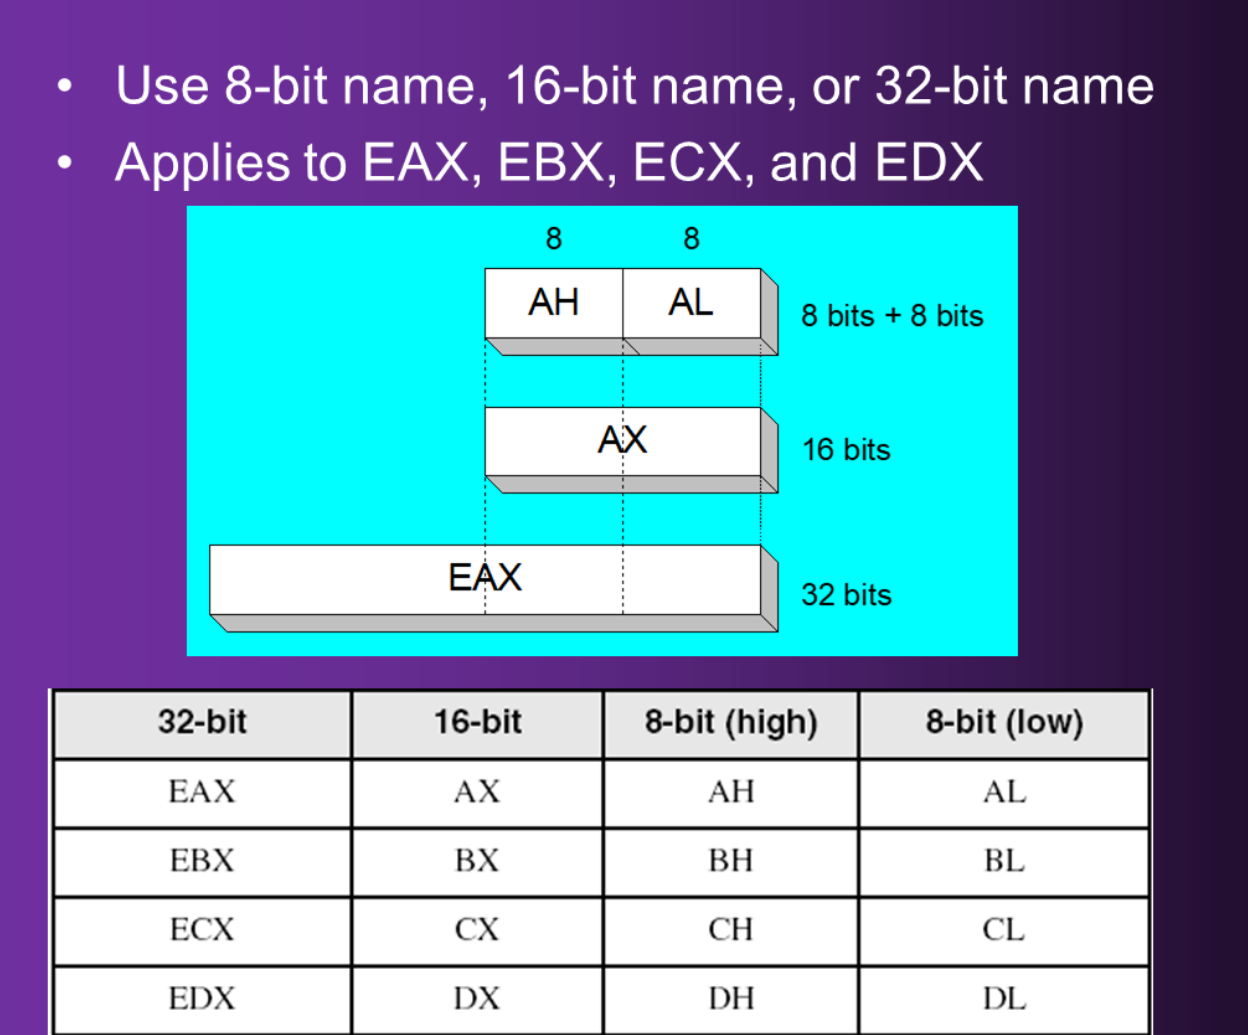 • Use 8-bit name, 16-bit name, or 32-bit name
• Applies to EAX, EBX, ECX, and EDX
8 8
AH AL 8 bits + 8 bits
AX 16 bits
EAX 32 bits
32-bit 16-bit 8-bit (high) 8-bit (low)
EAX AX AH AL
EBX BX BH BL
ECX CX CH CL
EDX DX DH DL